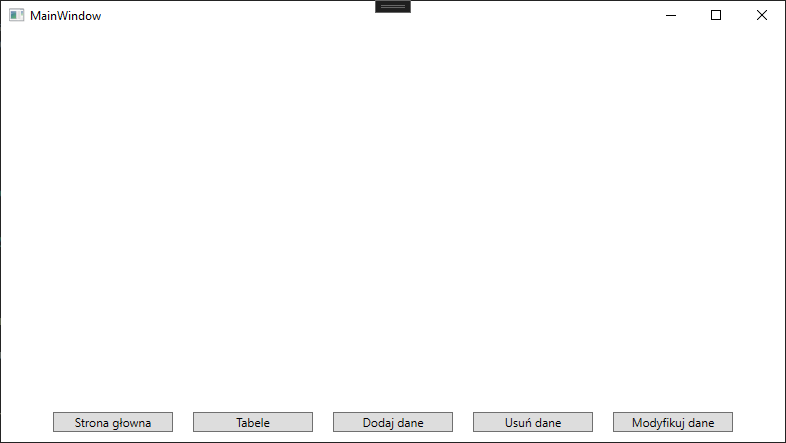 MainWindow
Strona głowna
Tabele
Dodaj dane
Usuń dane
Modyfikuj dane